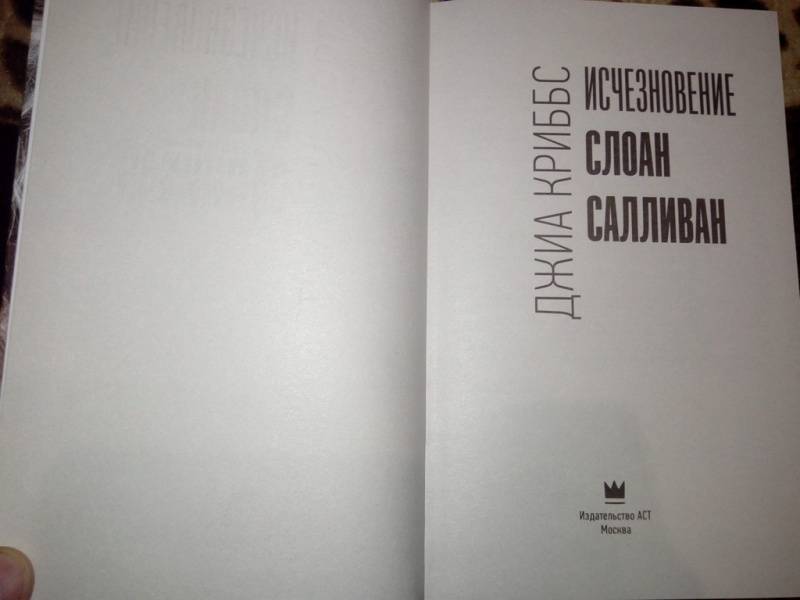 ДЖИА КРИББС
ИСЧЕЗНОВЕНИЕ
СЛОАН
САЛЛИВАН
Издательство АСТ
Москва